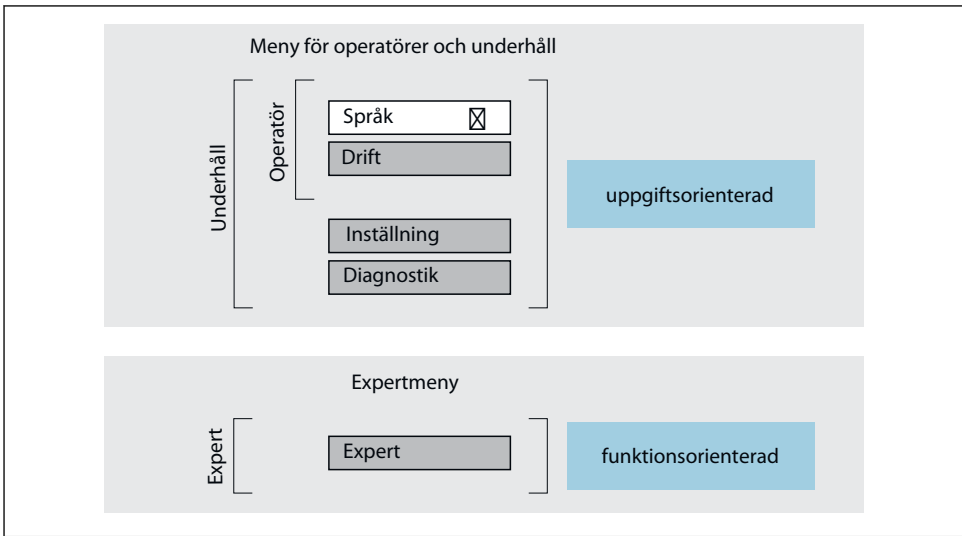 Meny för operatörer och underhåll
Underhåll
Operatör
Språk
Drift
Inställning
Diagnostik
uppgiftsorienterad
Expertmeny
Expert
Expert
funktionsorienterad